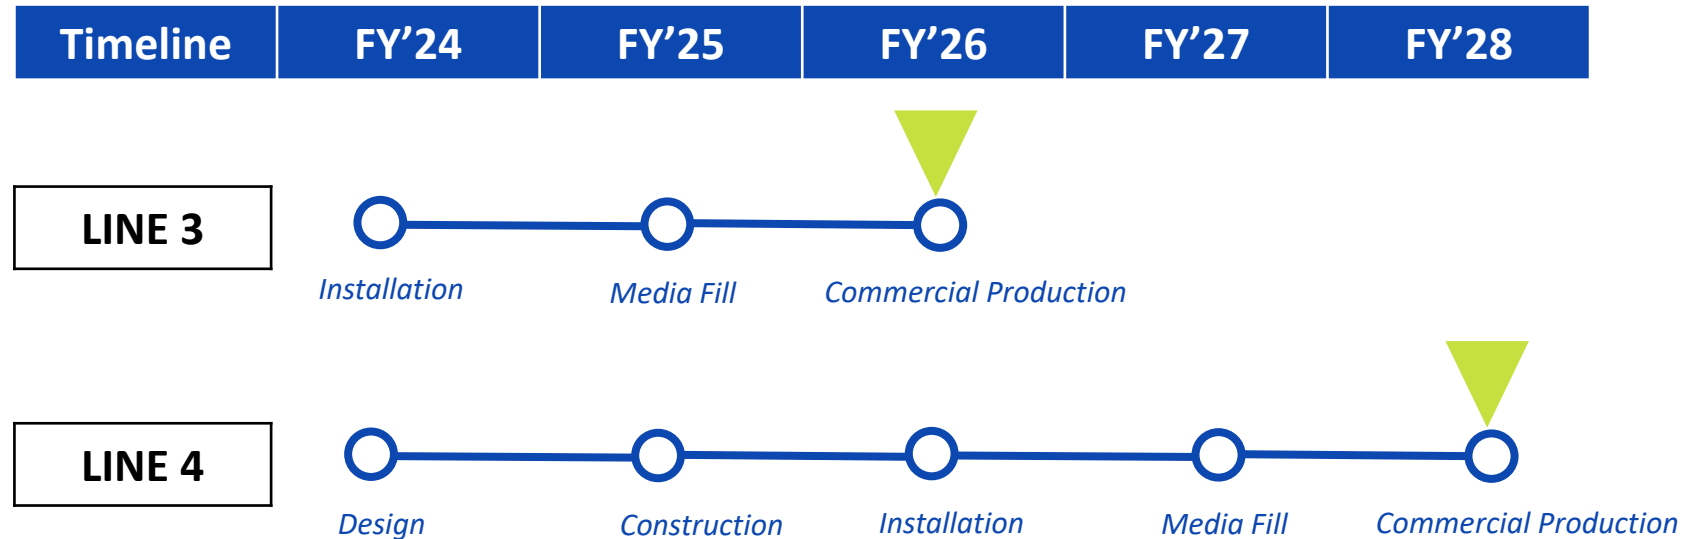 Timeline FY’24 FY’25 FY’26 FY’27 FY’28
LINE 3
Installation Media Fill Commercial Production
LINE 4
Design Construction Installation Media Fill Commercial Production